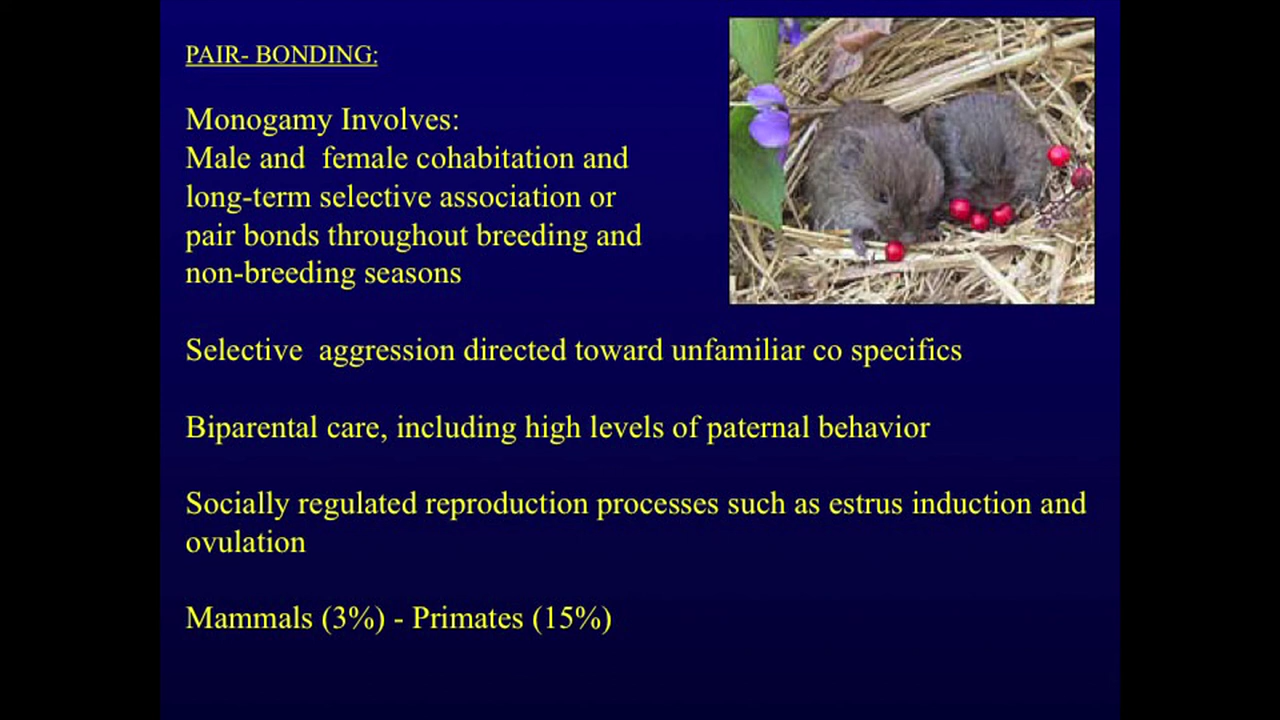 PAIR- BONDING:
Monogamy Involves:
Male and  female cohabitation and
long-term selective association or
pair bonds throughout breeding and
non-breeding seasons
Selective  aggression directed toward unfamiliar co specifics
Biparental care, including high levels of paternal behavior
Socially regulated reproduction processes such as estrus induction and
ovulation
Mammals (3%) - Primates (15%)